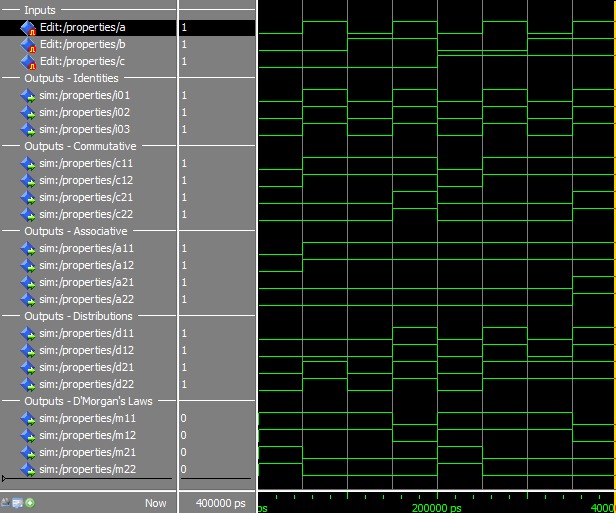 Inputs
Edit:/properties/a 1
Edit:/properties/b 1
Edit:/properties/c 1
Outputs - Identities
sim:/properties/i01 1
sim:/properties/i02 1
sim:/properties/i03 1
Outputs - Commutative
sim:/properties/c11 1
sim:/properties/c12 1
sim:/properties/c21 1
sim:/properties/c22 1
Outputs - Associative
sim:/properties/a11 1
sim:/properties/a12 1
sim:/properties/a21 1
sim:/properties/a22 1
Outputs - Distributions
sim:/properties/d11 1
sim:/properties/d12 1
sim:/properties/d21 1
sim:/properties/d22 1
Outputs - D'Morgan's Laws
sim:/properties/m11 0
sim:/properties/m12 0
sim:/properties/m21 0
sim:/properties/m22 0
Now 400000 ps ps 200000 ps 4000